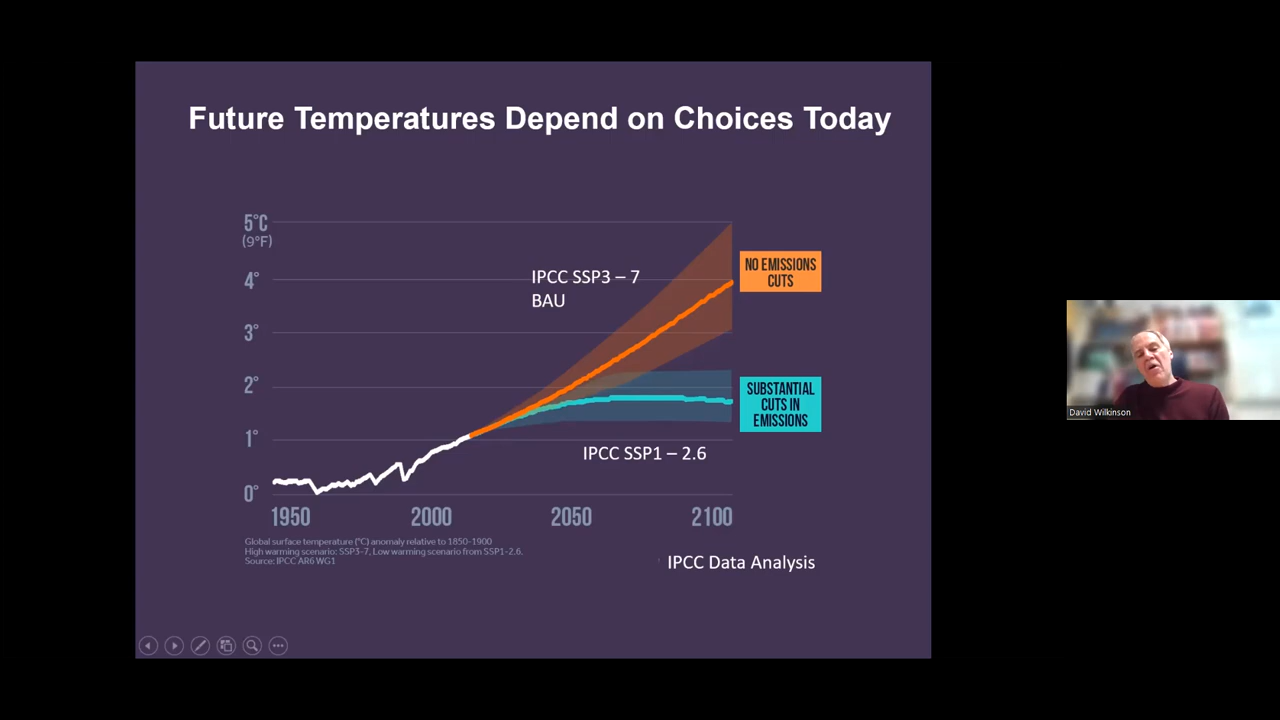 Future Temperatures Depend on Choices Today
5°C
(9°F)
4°
3°
2°
1°
0°
IPCC SSP3 – 7
BAU
NO EMISSIONS
CUTS
SUBSTANTIAL
CUTS IN
EMISSIONS
IPCC SSP1 – 2.6
1950 2000 2050 2100
Global surface temperature (°C) anomaly relative to 1850-1900
High warming scenario: SSP3-7, Low warming scenario from SSP1-2.6.
Source: IPCC AR6 WG1
IPCC Data Analysis
David Wilkinson